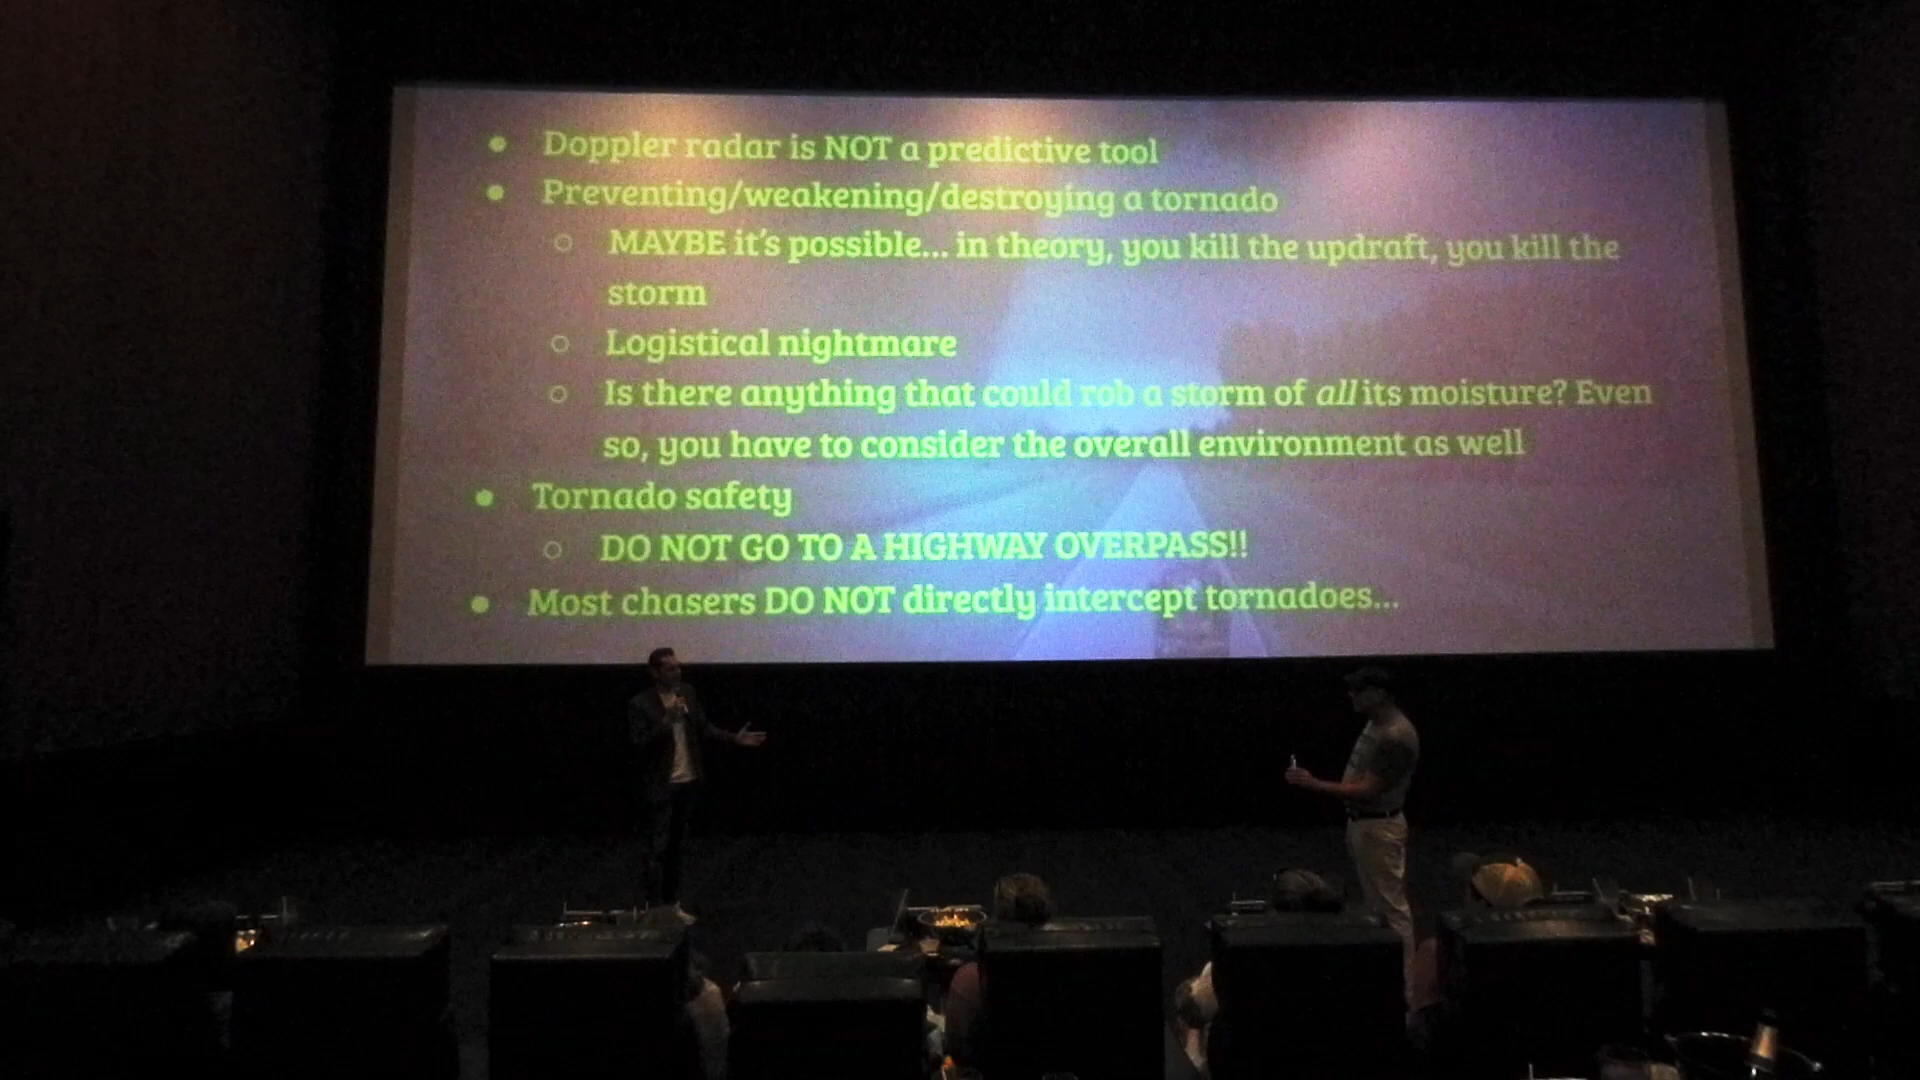 ● Doppler radar is NOT a predictive tool
● Preventing/weakening/destroying a tornado
○ MAYBE it's possible... in theory, you kill the updraft, you kill the
storm
○ Logistical nightmare
○ Is there anything that could rob a storm of all its moisture? Even
so, you have to consider the overall environment as well
● Tornado safety
○ DO NOT GO TO A HIGHWAY OVERPASS!!
● Most chasers DO NOT directly intercept tornadoes...